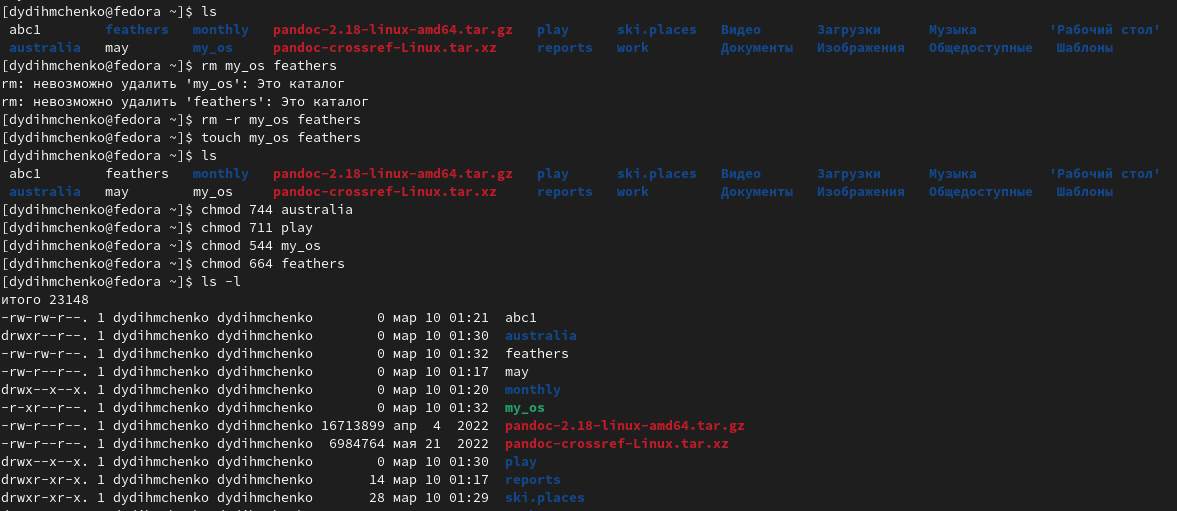 [dydihmchenko@fedora ~]$ ls
abc1 feathers monthly pandoc-2.18-linux-amd64.tar.gz play ski.places Видео Загрузки Музыка 'Рабочий стол'
australia may my_os pandoc-crossref-Linux.tar.xz reports work Документы Изображения Общедоступные Шаблоны
[dydihmchenko@fedora ~]$ rm my_os feathers
rm: невозможно удалить 'my_os': Это каталог
rm: невозможно удалить 'feathers': Это каталог
[dydihmchenko@fedora ~]$ rm -r my_os feathers
[dydihmchenko@fedora ~]$ touch my_os feathers
[dydihmchenko@fedora ~]$ ls
abc1 feathers monthly pandoc-2.18-linux-amd64.tar.gz play ski.places Видео Загрузки Музыка 'Рабочий стол'
australia may my_os pandoc-crossref-Linux.tar.xz reports work Документы Изображения Общедоступные Шаблоны
[dydihmchenko@fedora ~]$ chmod 744 australia
[dydihmchenko@fedora ~]$ chmod 711 play
[dydihmchenko@fedora ~]$ chmod 544 my_os
[dydihmchenko@fedora ~]$ chmod 664 feathers
[dydihmchenko@fedora ~]$ ls -l
итого 23148
-rw-rw-r--. 1 dydihmchenko dydihmchenko 0 мар 10 01:21 abc1
drwxr--r--. 1 dydihmchenko dydihmchenko 0 мар 10 01:30 australia
-rw-rw-r--. 1 dydihmchenko dydihmchenko 0 мар 10 01:32 feathers
-rw-r--r--. 1 dydihmchenko dydihmchenko 0 мар 10 01:17 may
drwx--x--x. 1 dydihmchenko dydihmchenko 0 мар 10 01:20 monthly
-r-xr--r--. 1 dydihmchenko dydihmchenko 0 мар 10 01:32 my_os
-rw-r--r--. 1 dydihmchenko dydihmchenko 16713899 апр 4 2022 pandoc-2.18-linux-amd64.tar.gz
-rw-r--r--. 1 dydihmchenko dydihmchenko 6984764 мая 21 2022 pandoc-crossref-Linux.tar.xz
drwx--x--x. 1 dydihmchenko dydihmchenko 0 мар 10 01:30 play
drwxr-xr-x. 1 dydihmchenko dydihmchenko 14 мар 10 01:17 reports
drwxr-xr-x. 1 dydihmchenko dydihmchenko 28 мар 10 01:29 ski.places